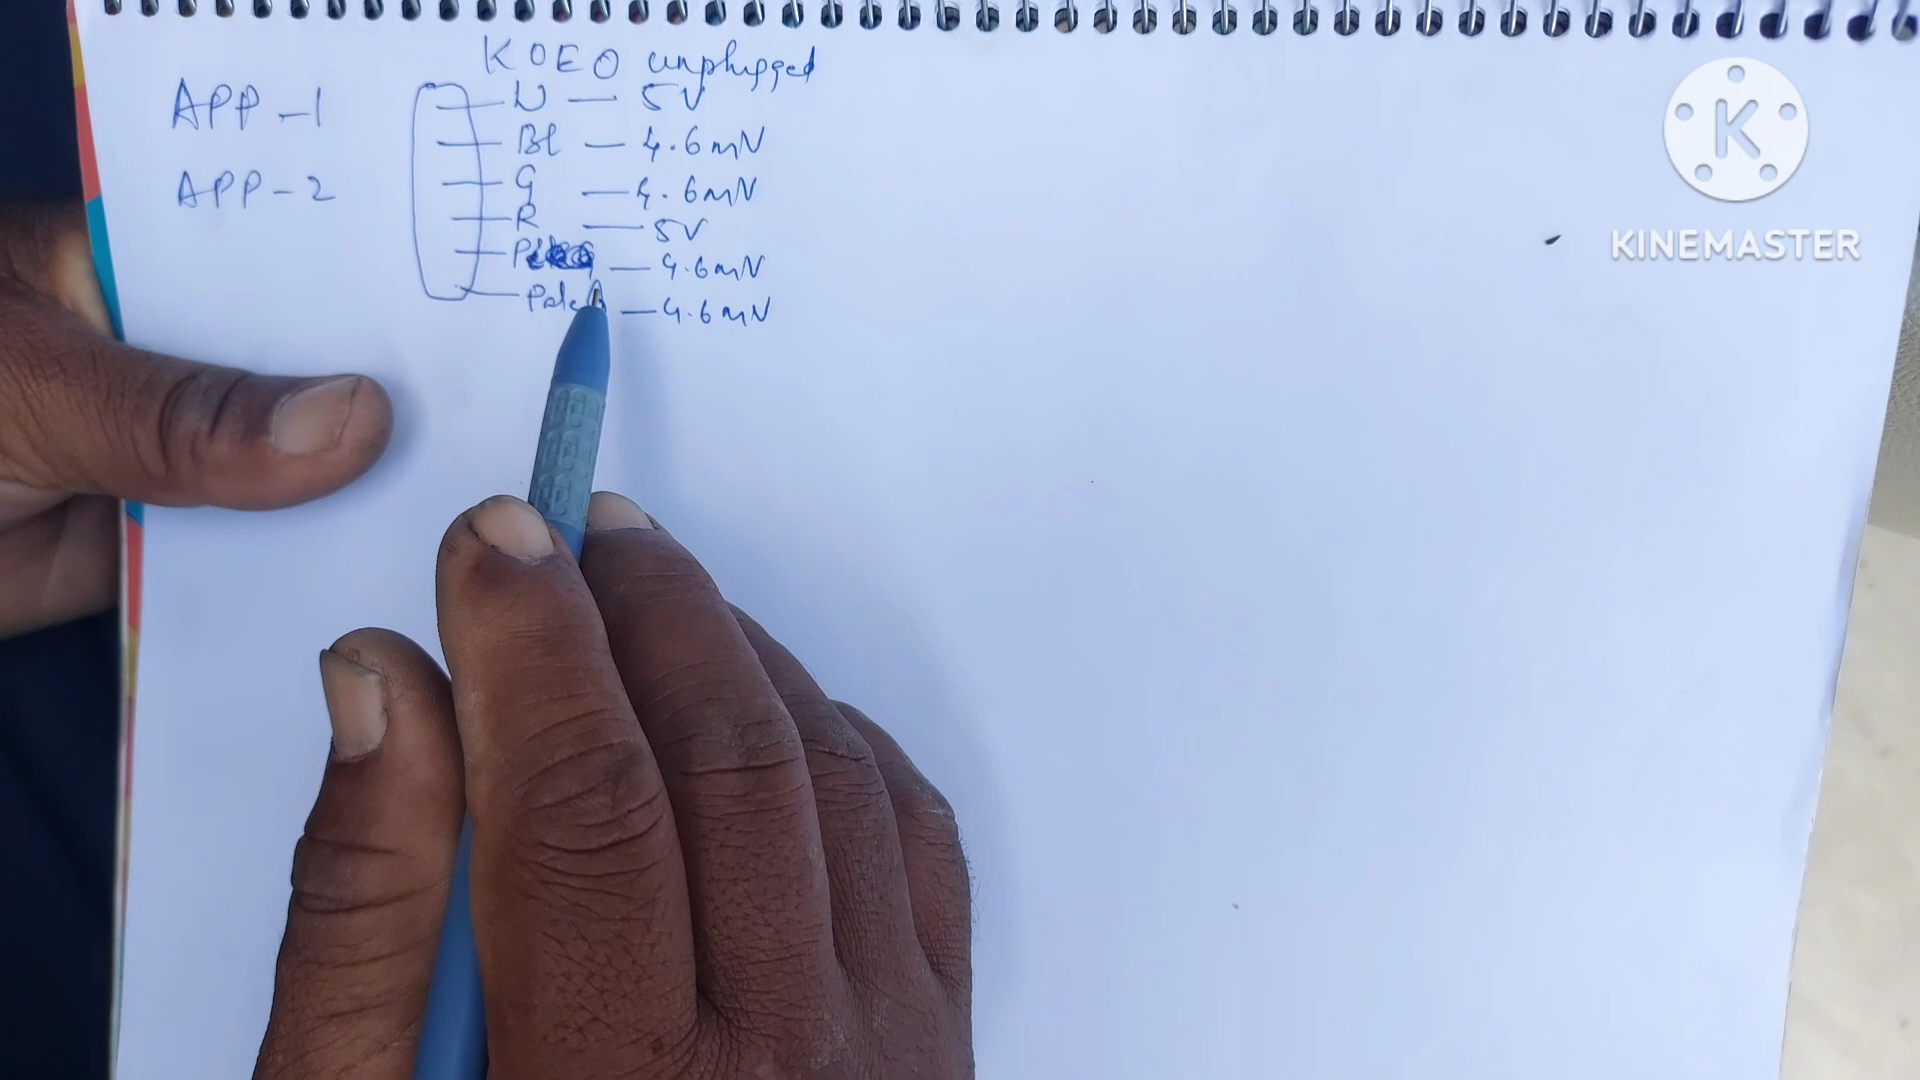 KOEO unplugged
APP-1
APP-2
W — 5V
Bl — 4.6mV
G — 4.6mV
R — 5V
P — 4.6mV
— 4.6mV
K
KINEMASTER